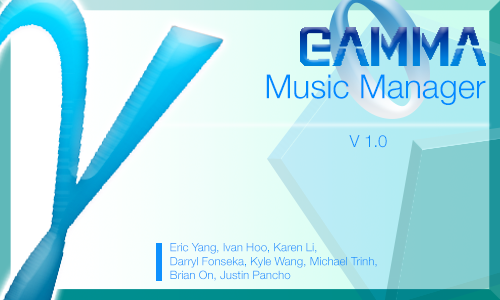 GAMMA
Music Manager
V 1.0
Eric Yang, Ivan Hoo, Karen Li,
Darryl Fonseka, Kyle Wang, Michael Trinh,
Brian On, Justin Pancho